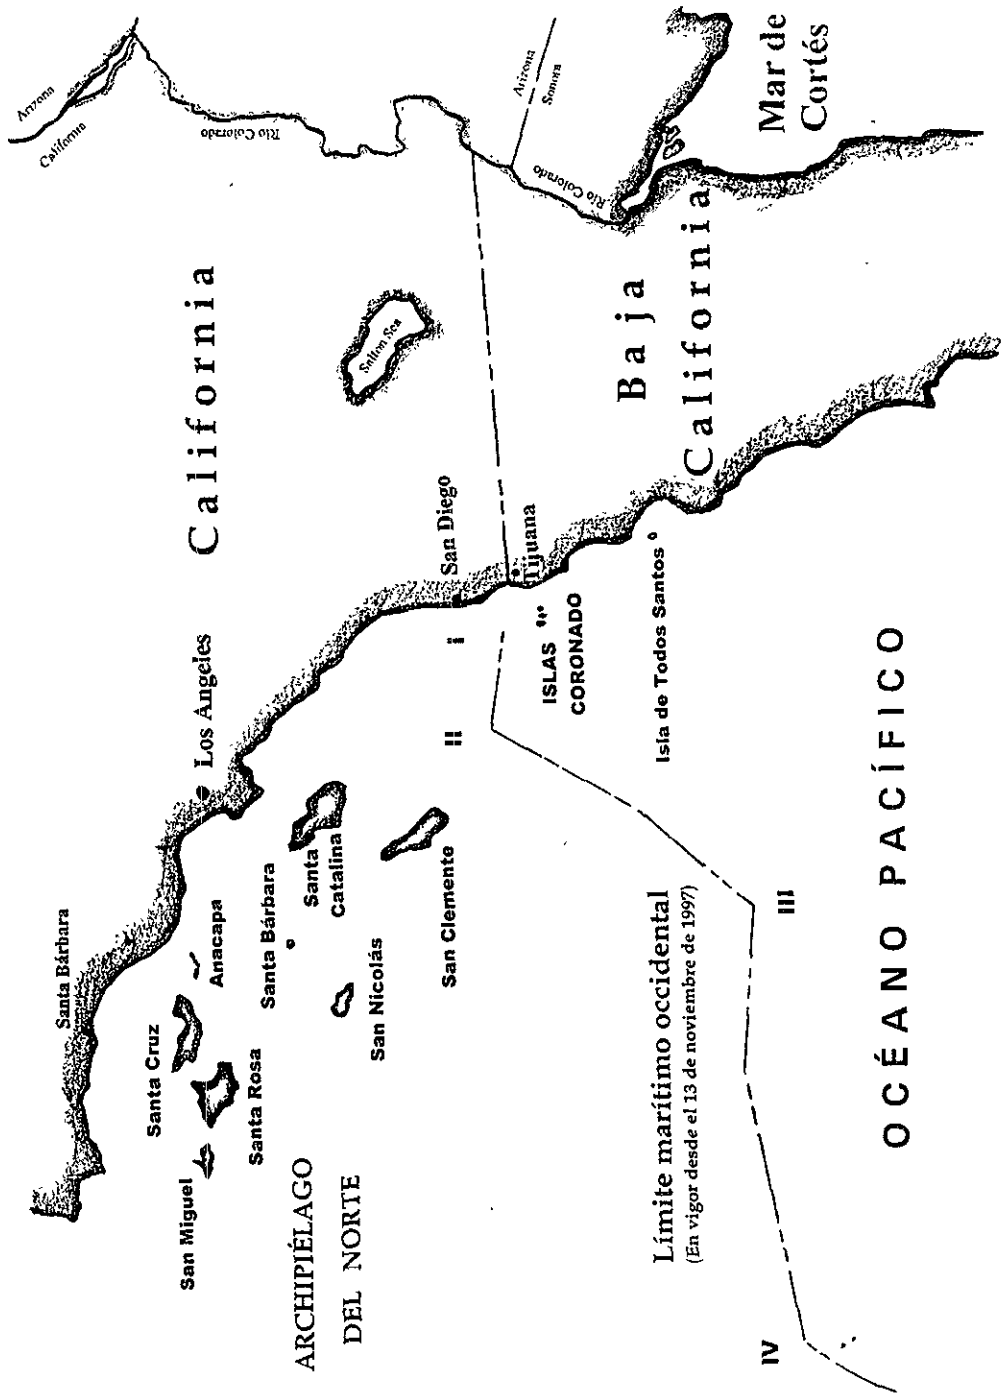 Arizona
California
Río Colorado
Arizona
Sonora
Río Colorado
Mar de
Cortés
California
Salton Sea
Baja
California
San Diego
Tijuana
Los Angeles
Santa Bárbara
San Miguel
Santa Cruz
Santa Rosa
Anacapa
Santa Bárbara
Santa
Catalina
San Nicolás
San Clemente
ARCHIPIÉLAGO
DEL NORTE
I
II
ISLAS
CORONADO
Isla de Todos Santos
III
Límite marítimo occidental
(En vigor desde el 13 de noviembre de 1997)
IV
OCÉANO PACÍFICO